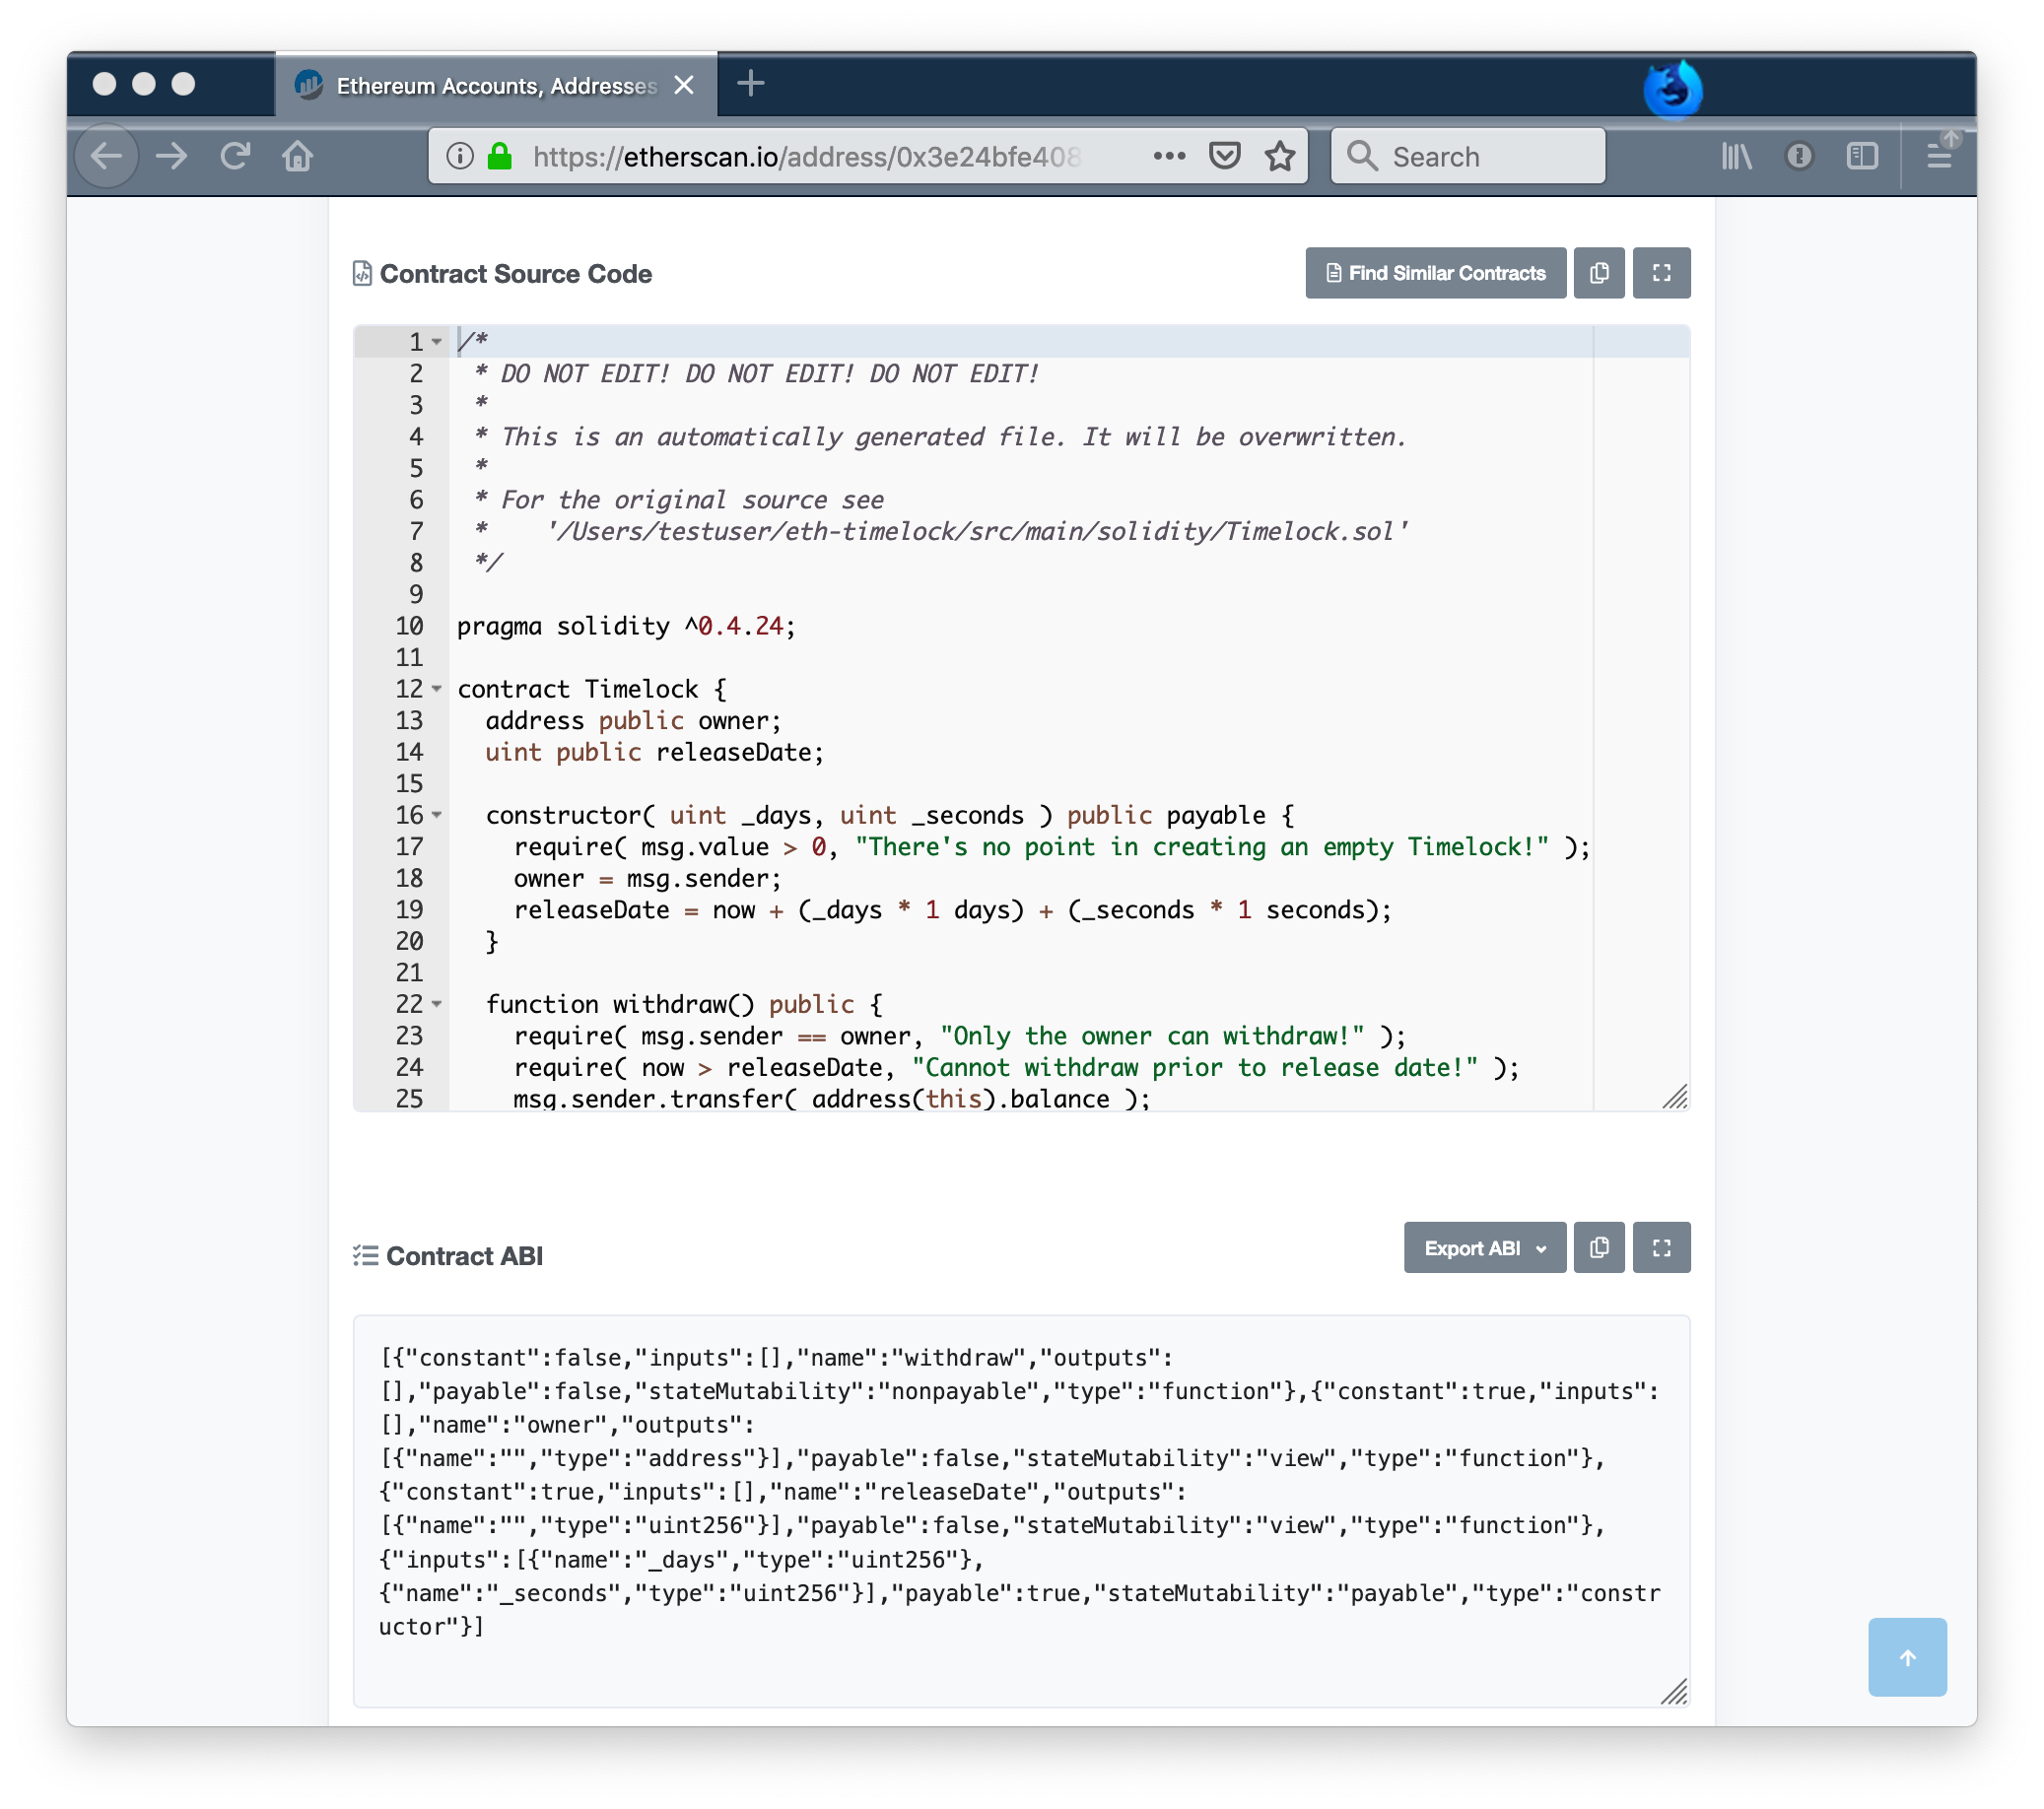 Ethereum Accounts, Addresses
https://etherscan.io/address/0x3e24bfe408
Search
Contract Source Code
Find Similar Contracts
1 /*
2  * DO NOT EDIT! DO NOT EDIT! DO NOT EDIT!
3  *
4  * This is an automatically generated file. It will be overwritten.
5  *
6  * For the original source see
7  *    '/Users/testuser/eth-timelock/src/main/solidity/Timelock.sol'
8  */
9
10 pragma solidity ^0.4.24;
11
12 contract Timelock {
13   address public owner;
14   uint public releaseDate;
15
16   constructor( uint _days, uint _seconds ) public payable {
17     require( msg.value > 0, "There's no point in creating an empty Timelock!" );
18     owner = msg.sender;
19     releaseDate = now + (_days * 1 days) + (_seconds * 1 seconds);
20   }
21
22   function withdraw() public {
23     require( msg.sender == owner, "Only the owner can withdraw!" );
24     require( now > releaseDate, "Cannot withdraw prior to release date!" );
25     msg.sender.transfer( address(this).balance );
Contract ABI
Export ABI
[{"constant":false,"inputs":[],"name":"withdraw","outputs":
[],"payable":false,"stateMutability":"nonpayable","type":"function"},{"constant":true,"inputs":
[],"name":"owner","outputs":
[{"name":"","type":"address"}],"payable":false,"stateMutability":"view","type":"function"},
{"constant":true,"inputs":[],"name":"releaseDate","outputs":
[{"name":"","type":"uint256"}],"payable":false,"stateMutability":"view","type":"function"},
{"inputs":[{"name":"_days","type":"uint256"},
{"name":"_seconds","type":"uint256"}],"payable":true,"stateMutability":"payable","type":"constr
uctor"}]